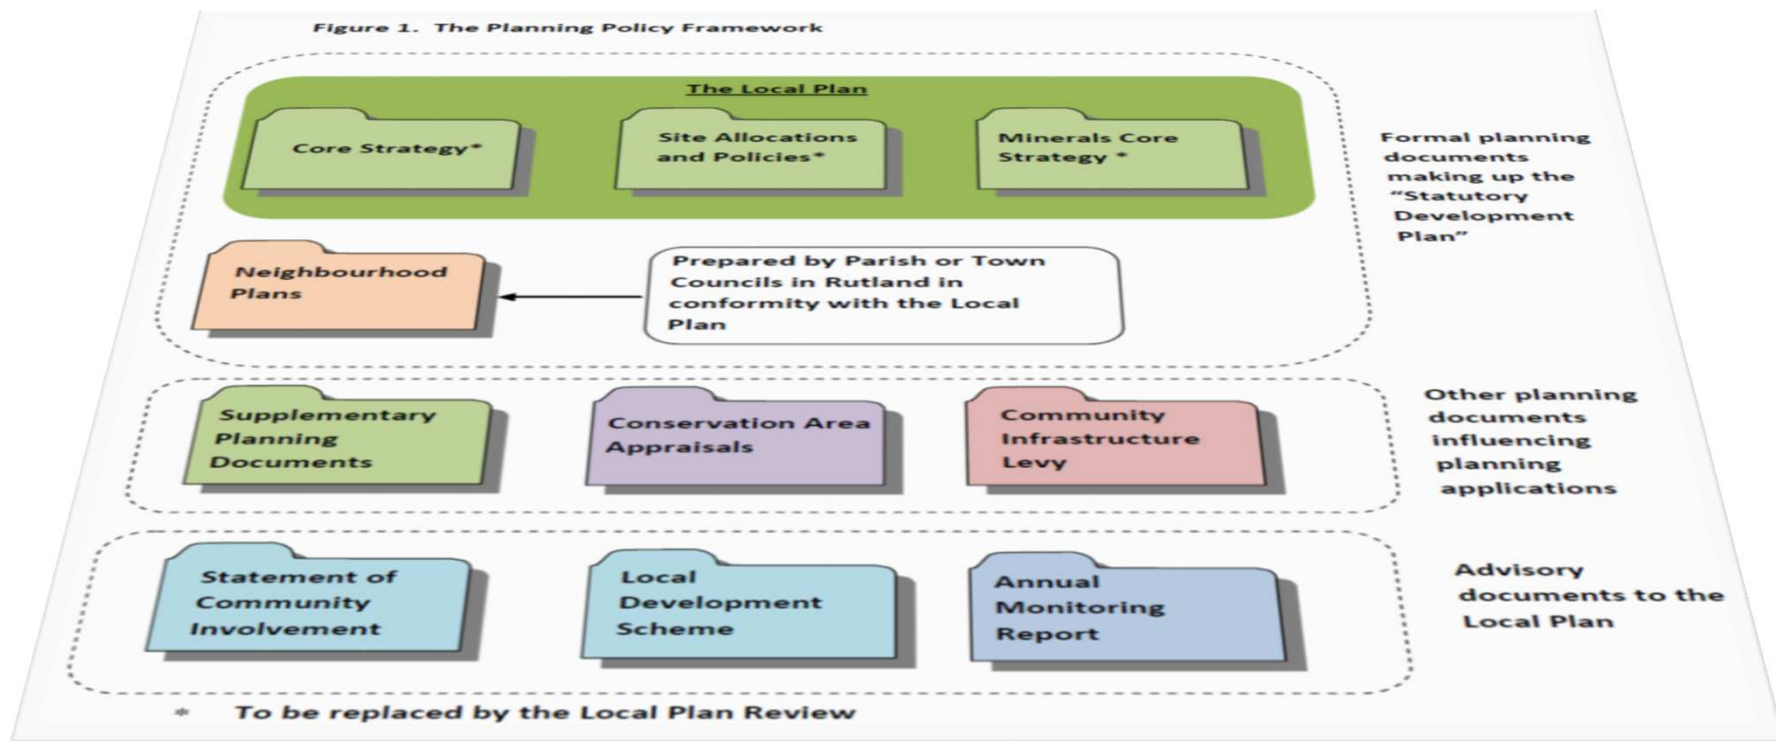 Figure 1.  The Planning Policy Framework
The Local Plan
Core Strategy*
Site Allocations
and Policies*
Minerals Core
Strategy *
Formal planning
documents
making up the
“Statutory
Development
Plan”
Neighbourhood
Plans
Prepared by Parish or Town
Councils in Rutland in
conformity with the Local
Plan
Supplementary
Planning
Documents
Conservation Area
Appraisals
Community
Infrastructure
Levy
Other planning
documents
influencing
planning
applications
Statement of
Community
Involvement
Local
Development
Scheme
Annual
Monitoring
Report
Advisory
documents to the
Local Plan
* To be replaced by the Local Plan Review